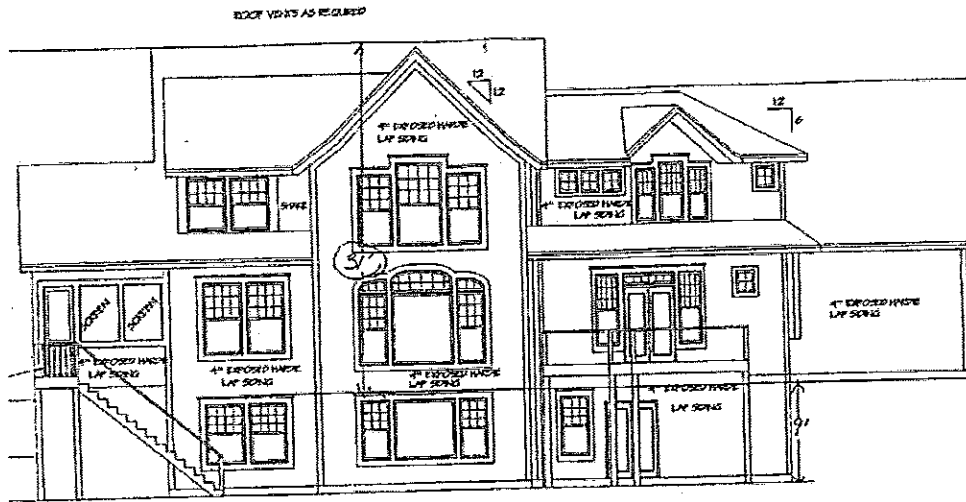 ROOF VENTS AS REQUIRED
12
12
12
6
4" EXPOSED HARDIE
LAP SIDING
SHAKE
4" EXPOSED HARDIE
LAP SIDING
37'
SCREEN
SCREEN
4" EXPOSED HARDIE
LAP SIDING
4" EXPOSED HARDIE
LAP SIDING
4" EXPOSED HARDIE
LAP SIDING
4" EXPOSED HARDIE
LAP SIDING
4" EXPOSED HARDIE
LAP SIDING
9'